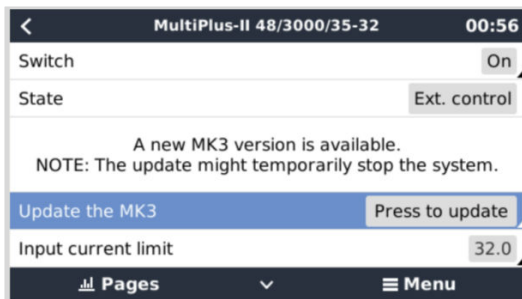 MultiPlus-II 48/3000/35-32 00:56
Switch On
State Ext. control
A new MK3 version is available.
NOTE: The update might temporarily stop the system.
Update the MK3 Press to update
Input current limit 32.0
Pages Menu